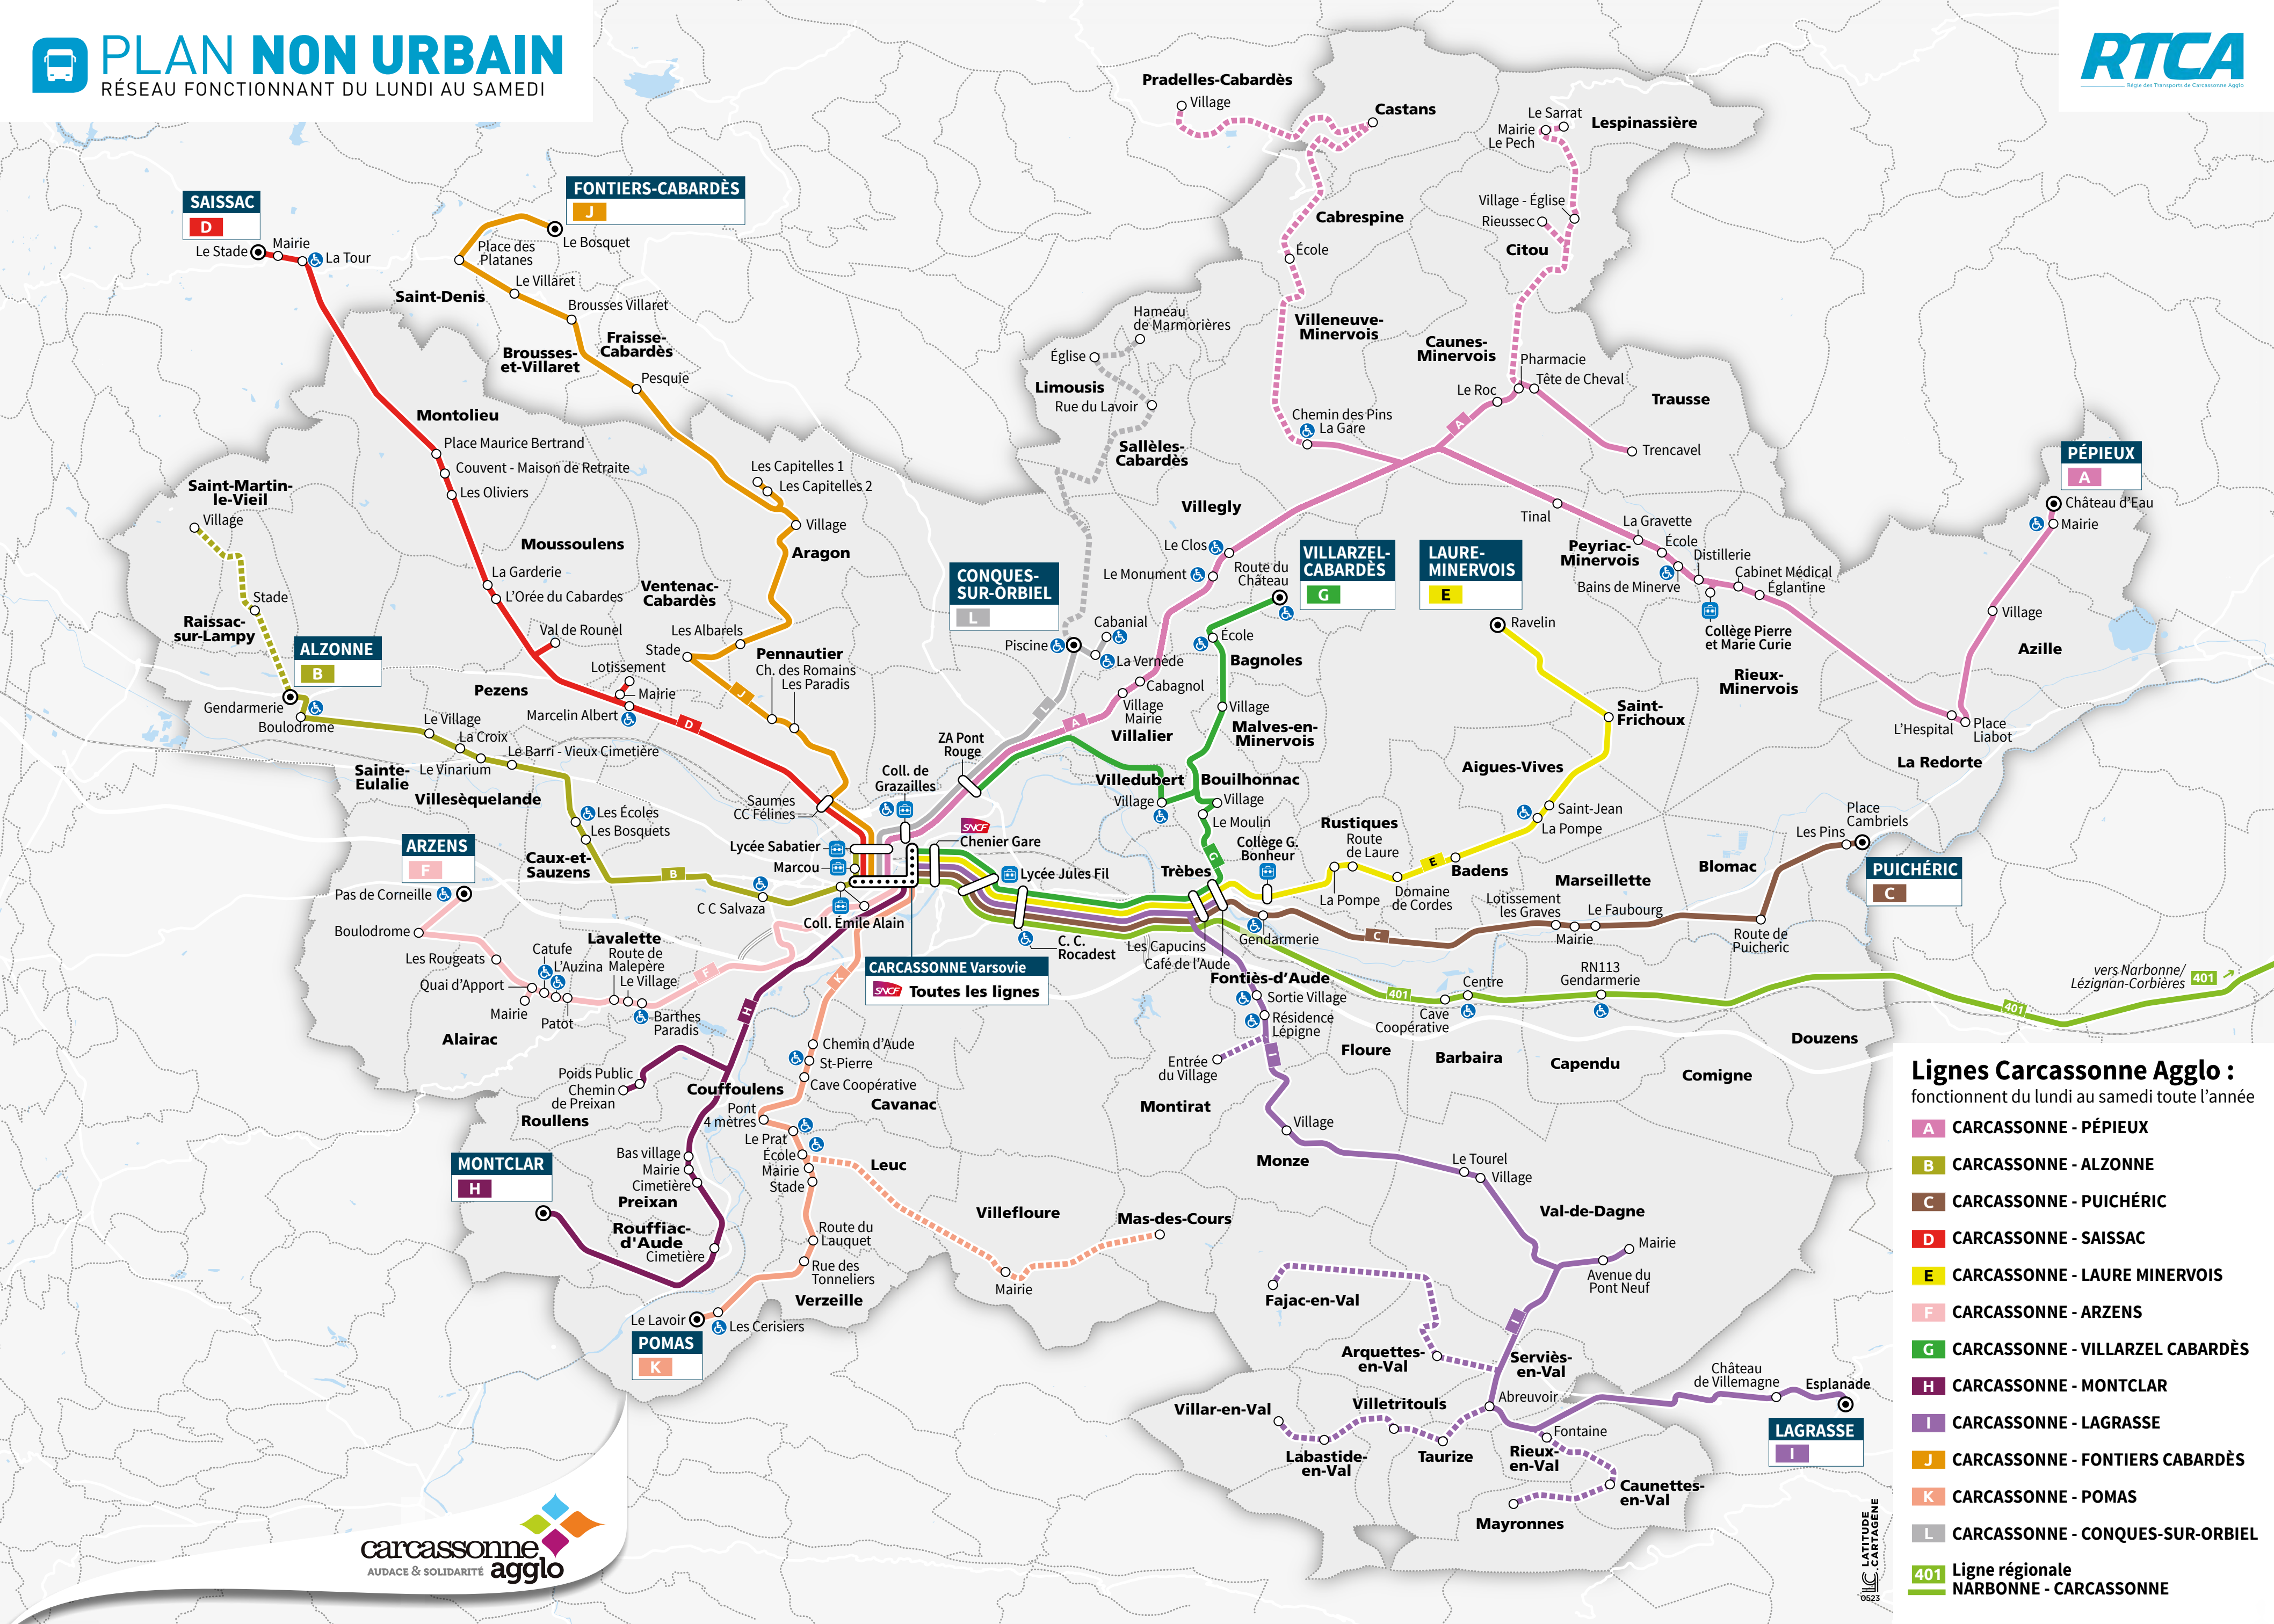 PLAN NON URBAIN
RÉSEAU FONCTIONNANT DU LUNDI AU SAMEDI
RTCA
Regie des Transports de Carcassonne Agglo
Pradelles-Cabardès
Village
Castans
Le Sarrat
Mairie
Le Pech
Lespinassière
Village - Église
Rieussec
Citou
Cabrespine
École
SAISSAC
D
Le Stade
Mairie
La Tour
FONTIERS-CABARDÈS
J
Le Bosquet
Place des
Platanes
Le Villaret
Saint-Denis
Brousses Villaret
Fraisse-
Cabardès
Brousses-
et-Villaret
Pesquie
Hameau
de Marmorières
Église
Limousis
Rue du Lavoir
Sallèles-
Cabardès
Villeneuve-
Minervois
Chemin des Pins
La Gare
Caunes-
Minervois
Pharmacie
Tête de Cheval
Le Roc
A
Trausse
Trencavel
Montolieu
Place Maurice Bertrand
Couvent - Maison de Retraite
Les Oliviers
Les Capitelles 1
Les Capitelles 2
Village
Aragon
Saint-Martin-
le-Vieil
Village
Stade
Raissac-
sur-Lampy
Moussoulens
La Garderie
L'Orée du Cabardes
Ventenac-
Cabardès
Val de Rounel
Les Albarels
Stade
Pennautier
Ch. des Romains
Les Paradis
J
Lotissement
Mairie
Marcelin Albert
Pezens
D
ALZONNE
B
Gendarmerie
Boulodrome
Le Village
La Croix
Le Vinarium
Le Barri - Vieux Cimetière
Sainte-
Eulalie
Villesèquelande
Les Écoles
Les Bosquets
Caux-et-
Sauzens
B
C C Salvaza
Villegly
Le Clos
Le Monument
Route du
Château
VILLARZEL-
CABARDÈS
G
CONQUES-
SUR-ORBIEL
L
Cabanial
Piscine
La Vernède
L
A
Cabagnol
Village
Mairie
Villalier
École
Bagnoles
Village
Malves-en-
Minervois
Villedubert
Village
Bouilhonnac
Village
Le Moulin
G
LAURE-
MINERVOIS
E
Ravelin
Saint-
Frichoux
Aigues-Vives
Saint-Jean
La Pompe
Tinal
La Gravette
École
Distillerie
Peyriac-
Minervois
Bains de Minerve
Cabinet Médical
Églantine
Collège Pierre
et Marie Curie
Rieux-
Minervois
PÉPIEUX
A
Château d'Eau
Mairie
Village
Azille
L'Hospital
Place
Liabot
La Redorte
ZA Pont
Rouge
Coll. de
Grazailles
Saumes
CC Félines
Lycée Sabatier
Marcou
Coll. Émile Alain
SNCF
Chenier Gare
Lycée Jules Fil
C. C.
Rocadest
CARCASSONNE Varsovie
SNCF Toutes les lignes
Trèbes
Les Capucins
Café de l'Aude
Collège G.
Bonheur
Gendarmerie
Rustiques
Route
de Laure
La Pompe
Domaine
de Cordes
E
Badens
C
Marseillette
Lotissement
les Graves
Mairie
Le Faubourg
Blomac
Route de
Puicheric
Les Pins
Place
Cambriels
PUICHÉRIC
C
ARZENS
F
Pas de Corneille
Boulodrome
Les Rougeats
Quai d'Apport
Mairie
Catufe
L'Auzina
Patot
Alairac
Lavalette
Route de
Malepère
Le Village
Barthes
Paradis
F
H
K
Fontiès-d'Aude
Sortie Village
Résidence
Lépigne
I
Entrée
du Village
Montirat
Floure
401
Cave
Coopérative
Centre
Barbaira
RN113
Gendarmerie
Capendu
Comigne
Douzens
401
vers Narbonne/
Lézignan-Corbières
401
Poids Public
Chemin
de Preixan
Roullens
Couffoulens
Chemin d'Aude
St-Pierre
Cave Coopérative
Cavanac
Pont
4 mètres
Le Prat
École
Mairie
Stade
Leuc
MONTCLAR
H
Bas village
Mairie
Cimetière
Preixan
Rouffiac-
d'Aude
Cimetière
Route du
Lauquet
Rue des
Tonneliers
Verzeille
Le Lavoir
Les Cerisiers
POMAS
K
Villefloure
Mairie
Mas-des-Cours
Village
Monze
Le Tourel
Village
Val-de-Dagne
Mairie
Avenue du
Pont Neuf
Fajac-en-Val
Arquettes-
en-Val
I
Serviès-
en-Val
Abreuvoir
Villar-en-Val
Labastide-
en-Val
Villetritouls
Taurize
Rieux-
en-Val
Fontaine
Caunettes-
en-Val
Mayronnes
Château
de Villemagne
Esplanade
LAGRASSE
I
Lignes Carcassonne Agglo :
fonctionnent du lundi au samedi toute l'année
A CARCASSONNE - PÉPIEUX
B CARCASSONNE - ALZONNE
C CARCASSONNE - PUICHÉRIC
D CARCASSONNE - SAISSAC
E CARCASSONNE - LAURE MINERVOIS
F CARCASSONNE - ARZENS
G CARCASSONNE - VILLARZEL CABARDÈS
H CARCASSONNE - MONTCLAR
I CARCASSONNE - LAGRASSE
J CARCASSONNE - FONTIERS CABARDÈS
K CARCASSONNE - POMAS
L CARCASSONNE - CONQUES-SUR-ORBIEL
401 Ligne régionale
NARBONNE - CARCASSONNE
carcassonne
agglo
AUDACE & SOLIDARITÉ
LC LATITUDE
CARTAGÈNE
0523